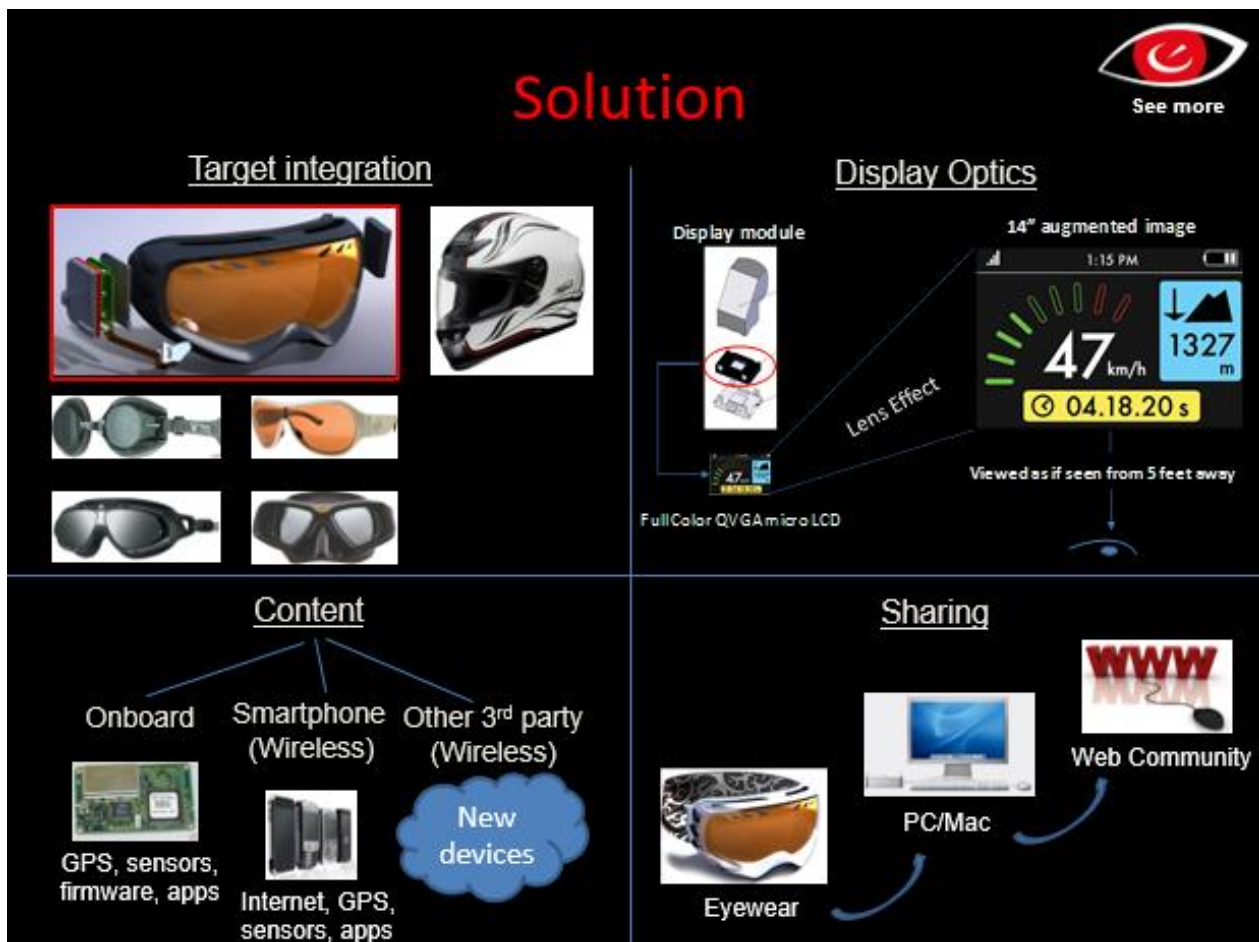 Solution
See more
Target integration
Display Optics
Display module
14” augmented image
1:15 PM
47 km/h
1327
m
04.18.20 s
Lens Effect
Viewed as if seen from 5 feet away
Full Color QVGA micro LCD
Content
Onboard
Smartphone
(Wireless)
Other 3rd party
(Wireless)
New
devices
GPS, sensors,
firmware, apps
Internet, GPS,
sensors, apps
Sharing
WWW
Web Community
PC/Mac
Eyewear